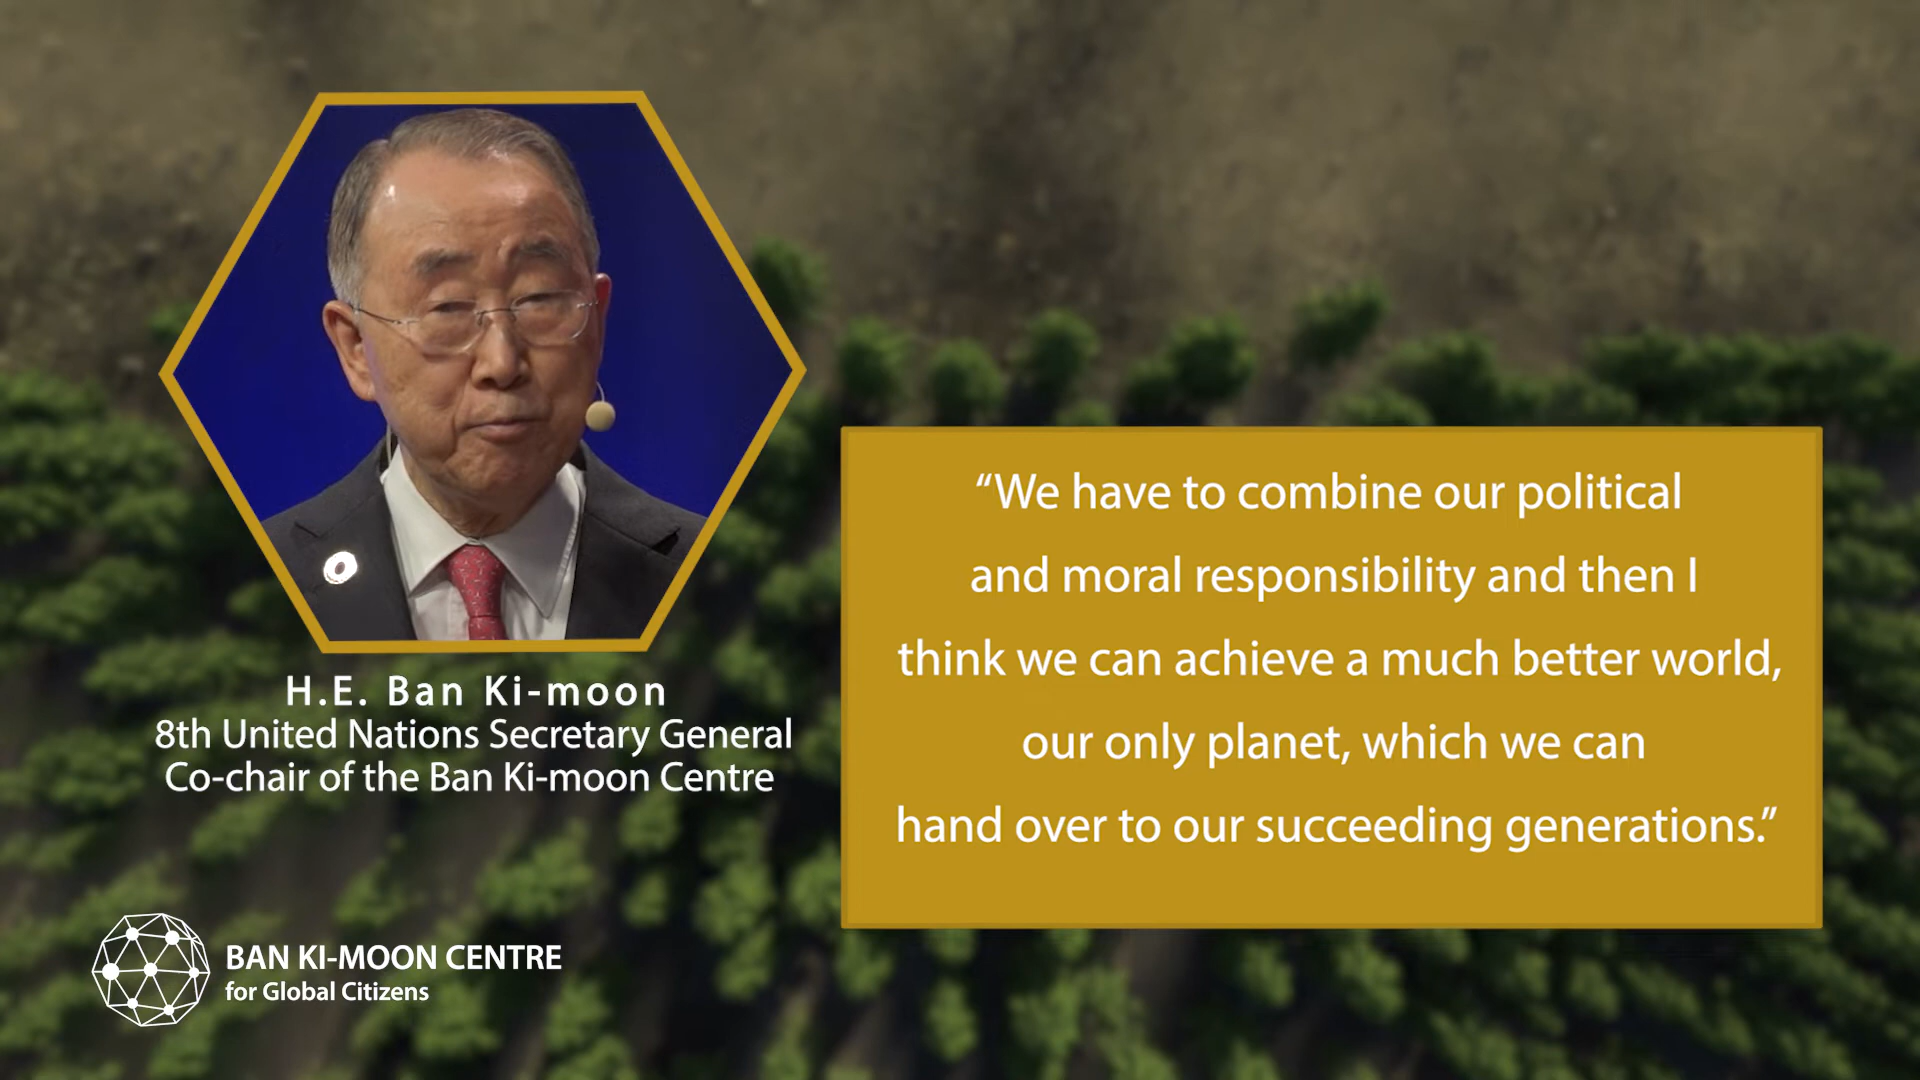 H.E. Ban Ki-moon
8th United Nations Secretary General
Co-chair of the Ban Ki-moon Centre
“We have to combine our political
and moral responsibility and then I
think we can achieve a much better world,
our only planet, which we can
hand over to our succeeding generations.”
BAN KI-MOON CENTRE
for Global Citizens